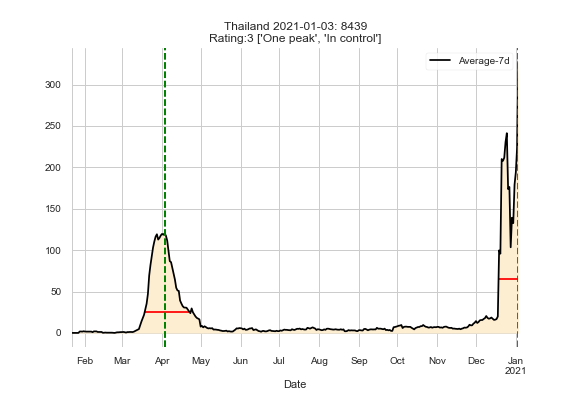 Thailand 2021-01-03: 8439
Rating:3 ['One peak', 'In control']
Average-7d
300
250
200
150
100
50
0
Feb Mar Apr May Jun Jul Aug Sep Oct Nov Dec Jan
2021
Date